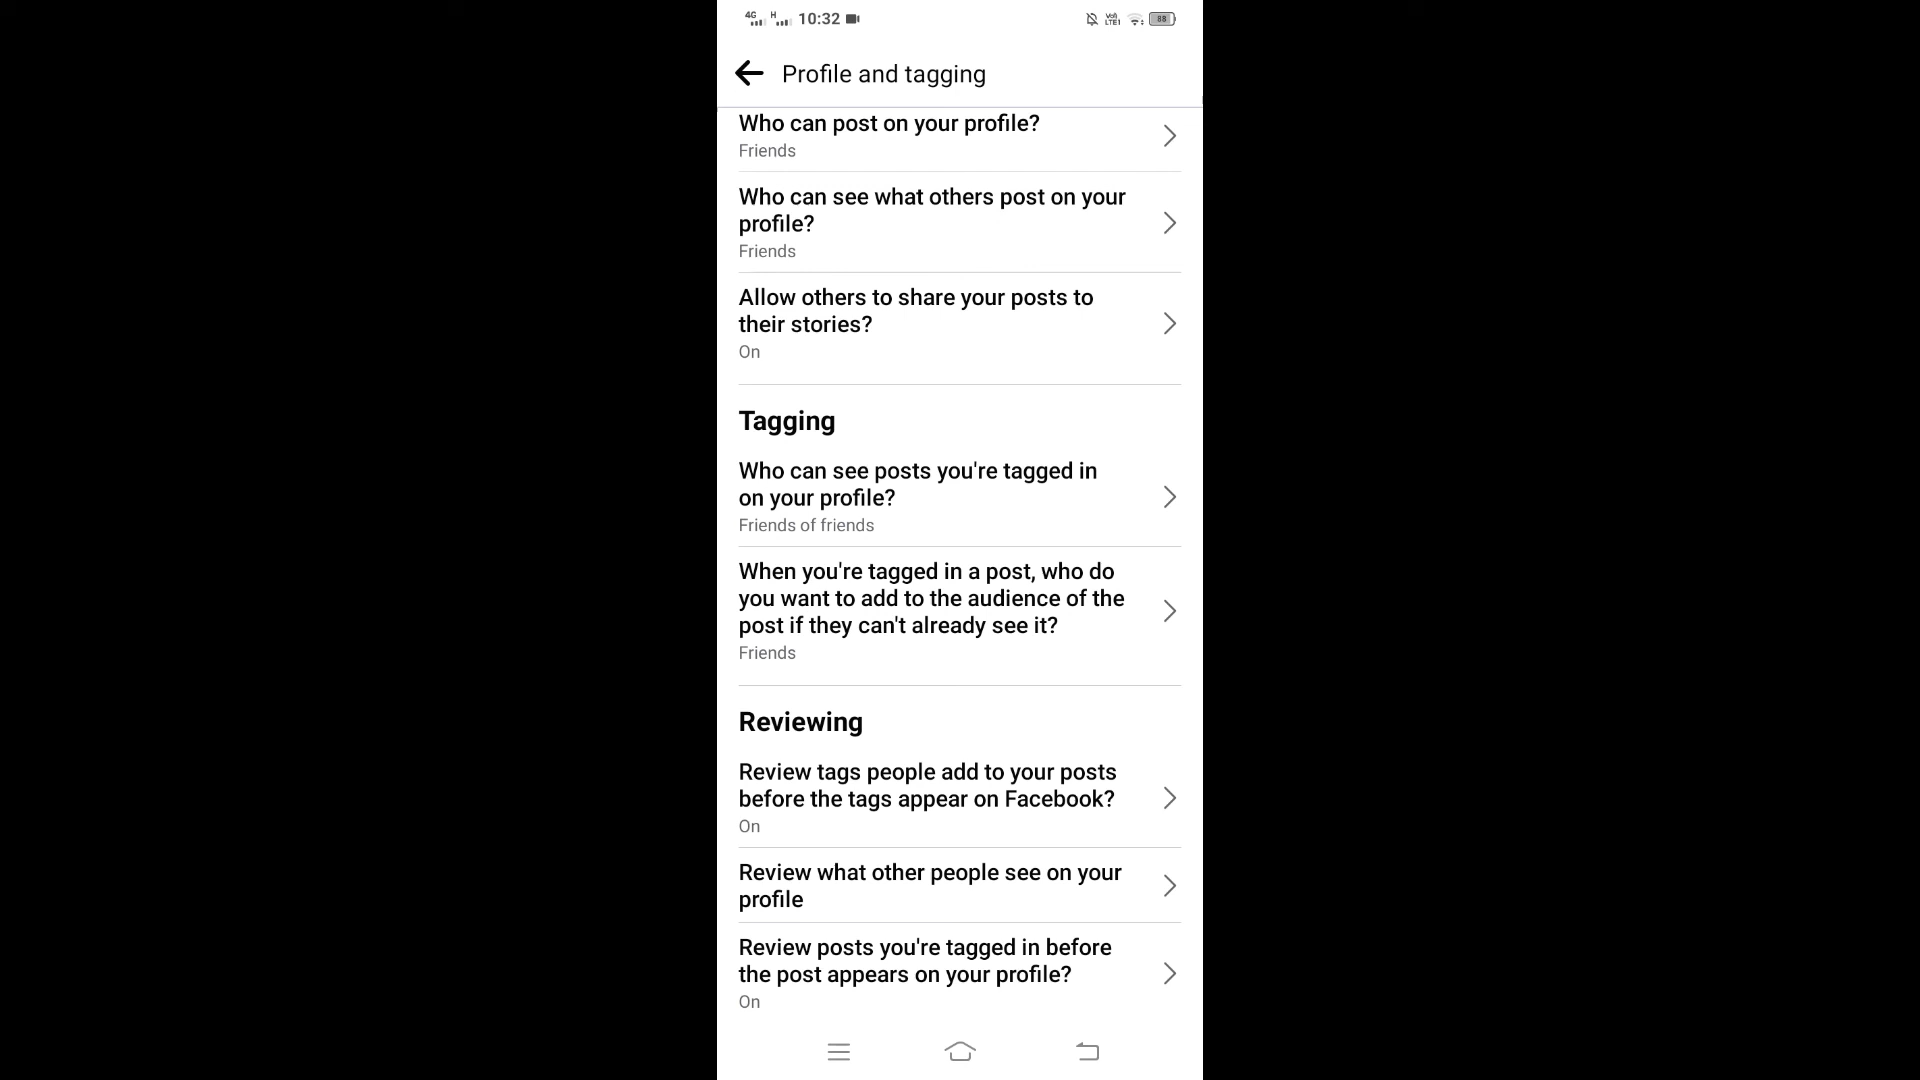 4G H 10:32 88
Profile and tagging
Who can post on your profile?
Friends
Who can see what others post on your
profile?
Friends
Allow others to share your posts to
their stories?
On
Tagging
Who can see posts you're tagged in
on your profile?
Friends of friends
When you're tagged in a post, who do
you want to add to the audience of the
post if they can't already see it?
Friends
Reviewing
Review tags people add to your posts
before the tags appear on Facebook?
On
Review what other people see on your
profile
Review posts you're tagged in before
the post appears on your profile?
On